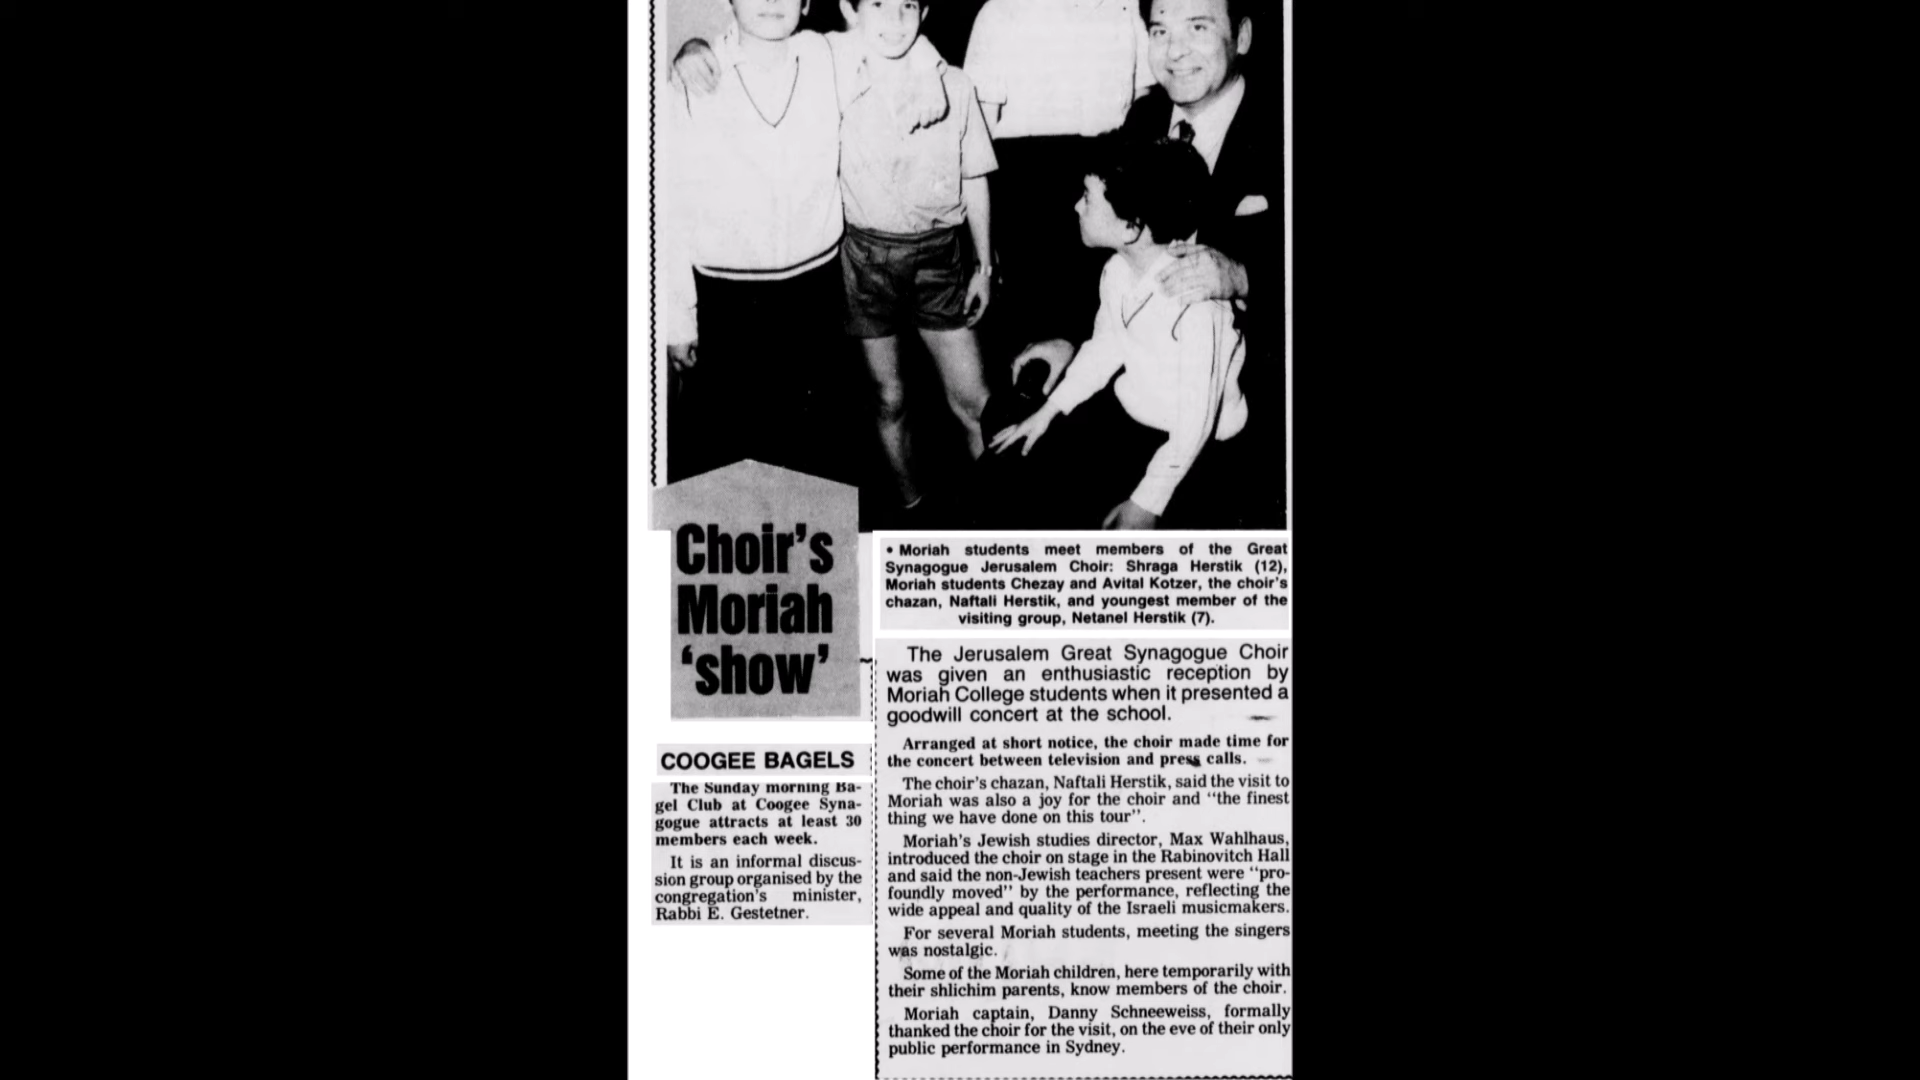 Choir's
Moriah
'show'
• Moriah students meet members of the Great
Synagogue Jerusalem Choir: Shraga Herstik (12),
Moriah students Chezay and Avital Kotzer, the choir's
chazan, Naftali Herstik, and youngest member of the
visiting group, Netanel Herstik (7).
The Jerusalem Great Synagogue Choir
was given an enthusiastic reception by
Moriah College students when it presented a
goodwill concert at the school.
Arranged at short notice, the choir made time for
the concert between television and press calls.
The choir's chazan, Naftali Herstik, said the visit to
Moriah was also a joy for the choir and "the finest
thing we have done on this tour".
Moriah's Jewish studies director, Max Wahlhaus,
introduced the choir on stage in the Rabinovitch Hall
and said the non-Jewish teachers present were "pro-
foundly moved" by the performance, reflecting the
wide appeal and quality of the Israeli musicmakers.
For several Moriah students, meeting the singers
was nostalgic.
Some of the Moriah children, here temporarily with
their shlichim parents, know members of the choir.
Moriah captain, Danny Schneeweiss, formally
thanked the choir for the visit, on the eve of their only
public performance in Sydney.
COOGEE BAGELS
The Sunday morning Ba-
gel Club at Coogee Syna-
gogue attracts at least 30
members each week.
It is an informal discus-
sion group organised by the
congregation's minister,
Rabbi E. Gestetner.